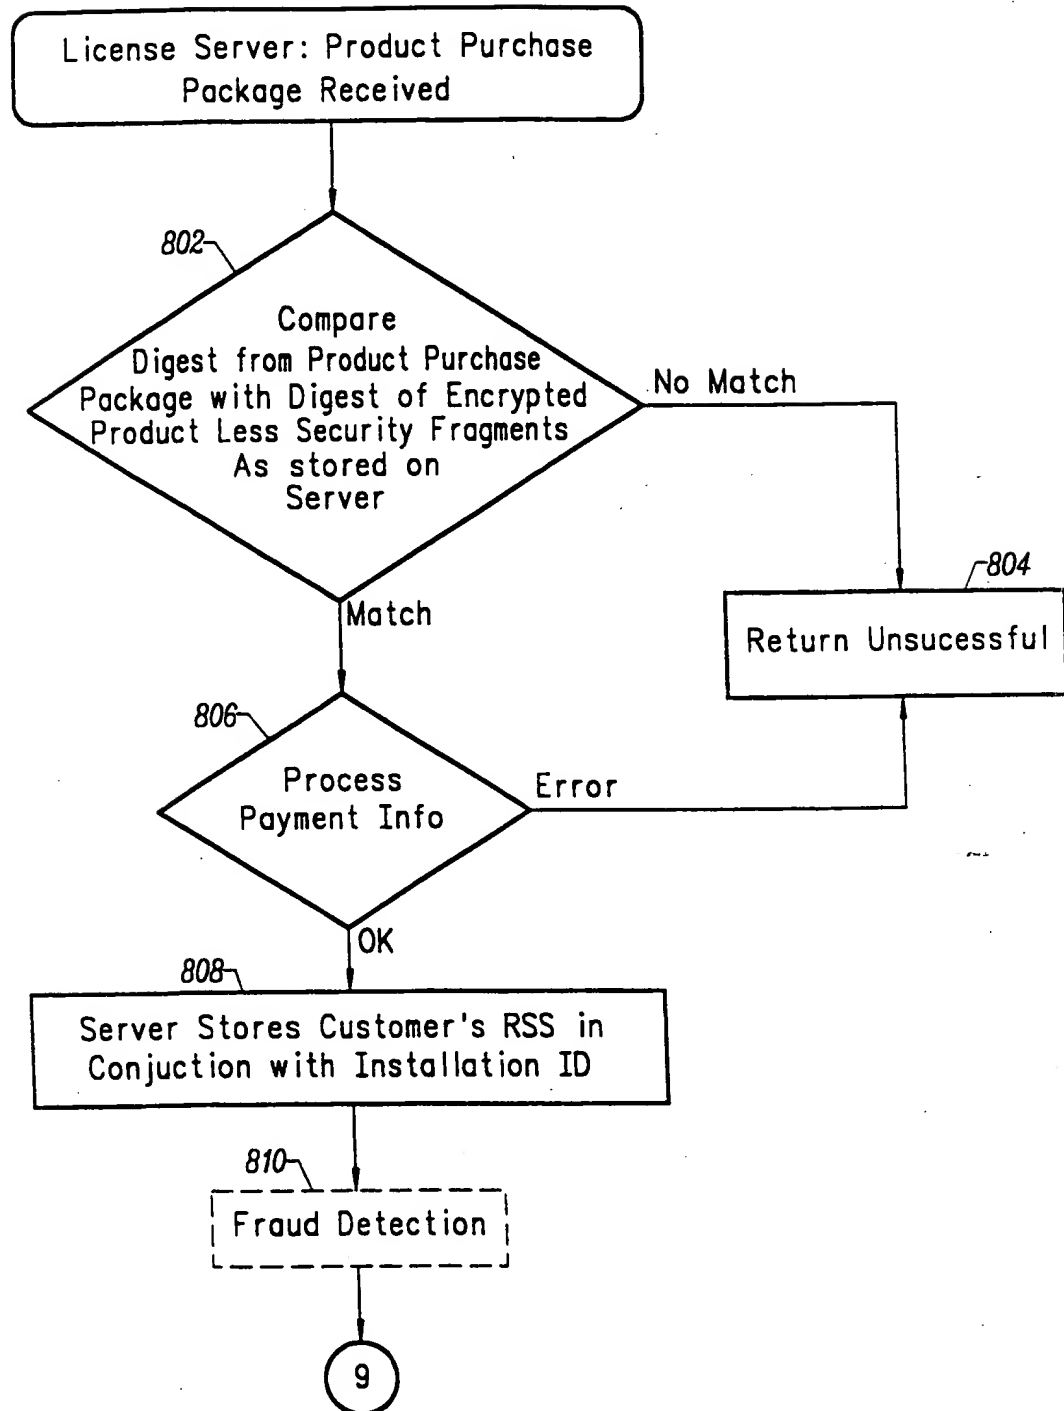 License Server: Product Purchase
Package Received
802
Compare
Digest from Product Purchase
Package with Digest of Encrypted
Product Less Security Fragments
As stored on
Server
No Match
804
Return Unsucessful
Match
806
Process
Payment Info
Error
OK
808
Server Stores Customer's RSS in
Conjuction with Installation ID
810
Fraud Detection
9